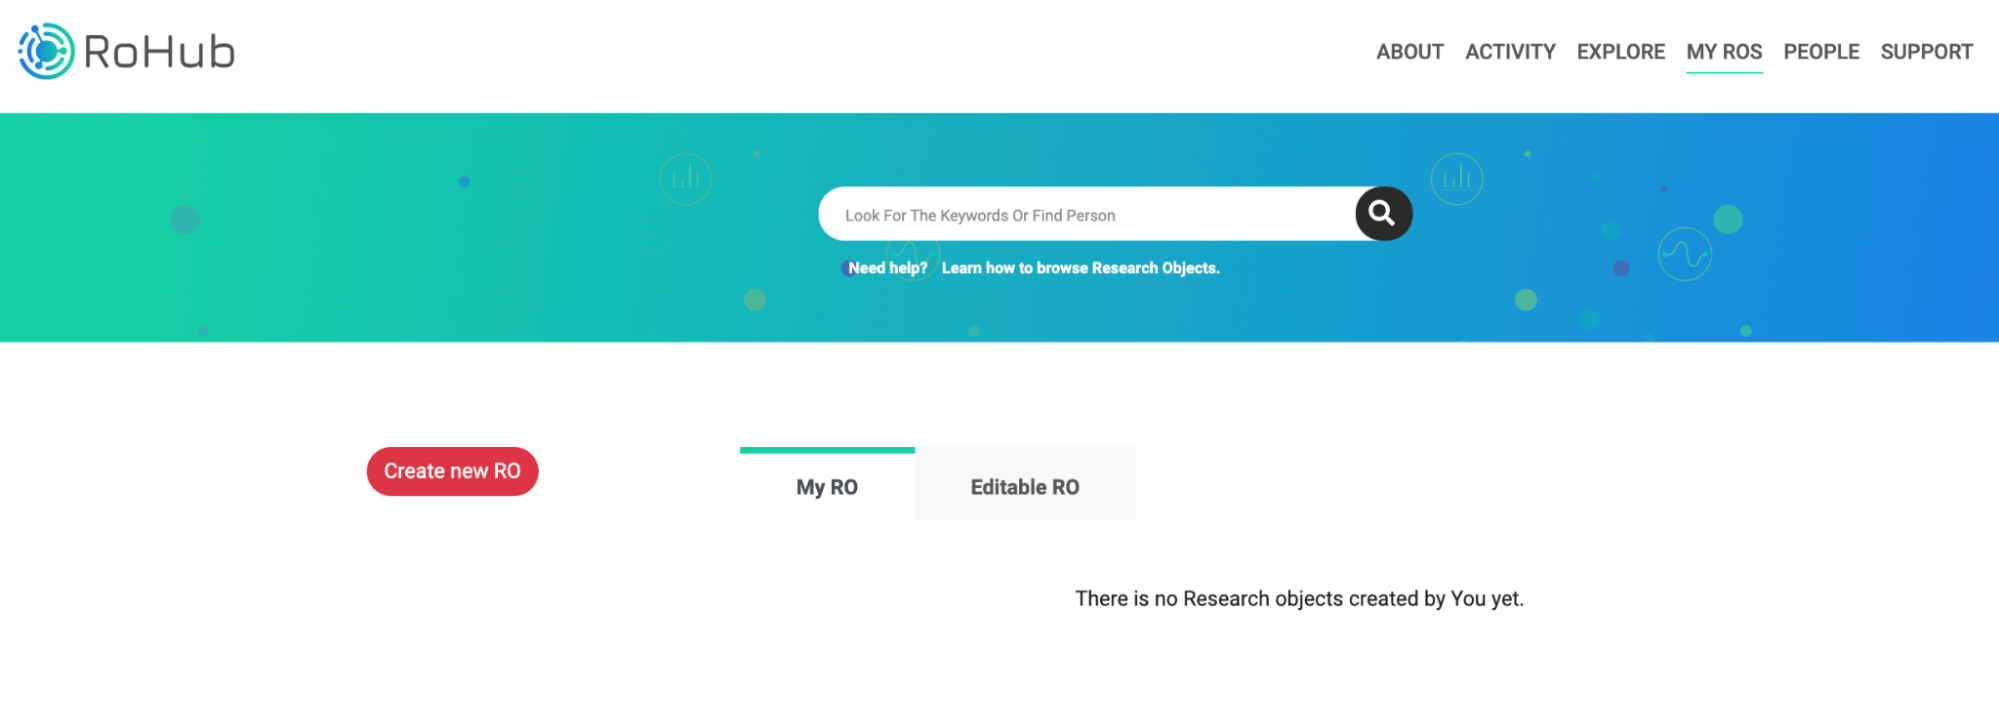 RoHub
ABOUT ACTIVITY EXPLORE MY ROS PEOPLE SUPPORT
Look For The Keywords Or Find Person
Need help? Learn how to browse Research Objects.
Create new RO
My RO Editable RO
There is no Research objects created by You yet.